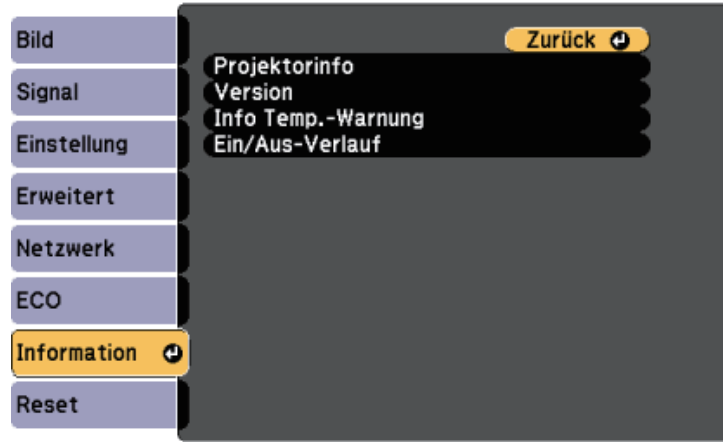 Bild
Signal
Einstellung
Erweitert
Netzwerk
ECO
Information
Reset
Zurück
Projektorinfo
Version
Info Temp.-Warnung
Ein/Aus-Verlauf